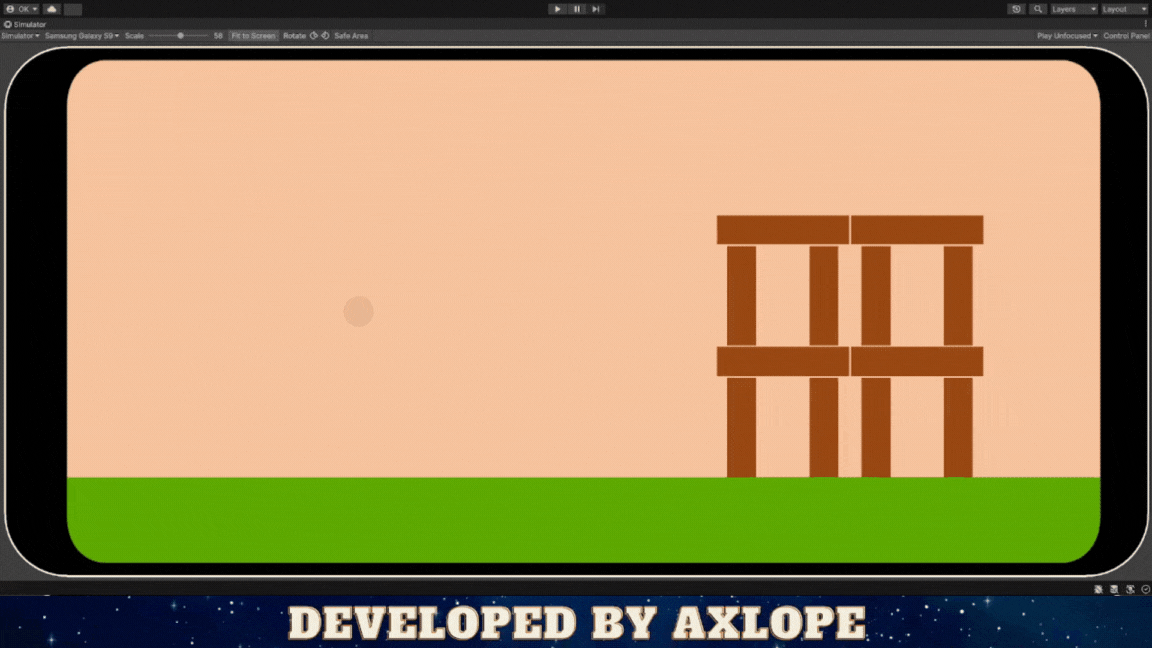 OK
Layers
Layout
Simulator
Simulator Samsung Galaxy S9 Scale 56 Fit to Screen Rotate Safe Area
Play Unfocused Control Panel
DEVELOPED BY AXLOPE